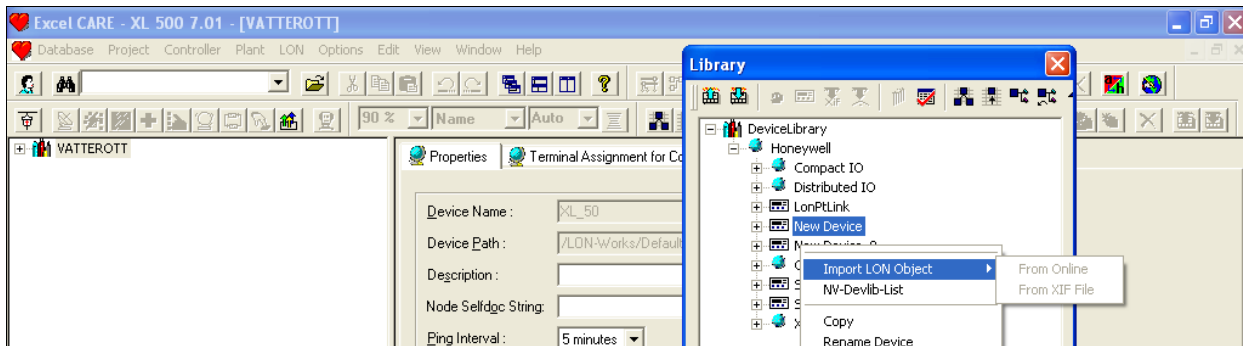 Excel CARE - XL 500 7.01 - [VATTEROTT]
Database Project Controller Plant LON Options Edit View Window Help
Library
90 % Name Auto
VATTEROTT
Properties Terminal Assignment for Co
Device Name : XL_50
Device Path : /LON-Works/Default
Description :
Node Selfdoc String:
Ping Interval : 5 minutes
DeviceLibrary
Honeywell
Compact IO
Distributed IO
LonPtLink
New Device
Import LON Object
NV-Devlib-List
Copy
Rename Device
From Online
From XIF File